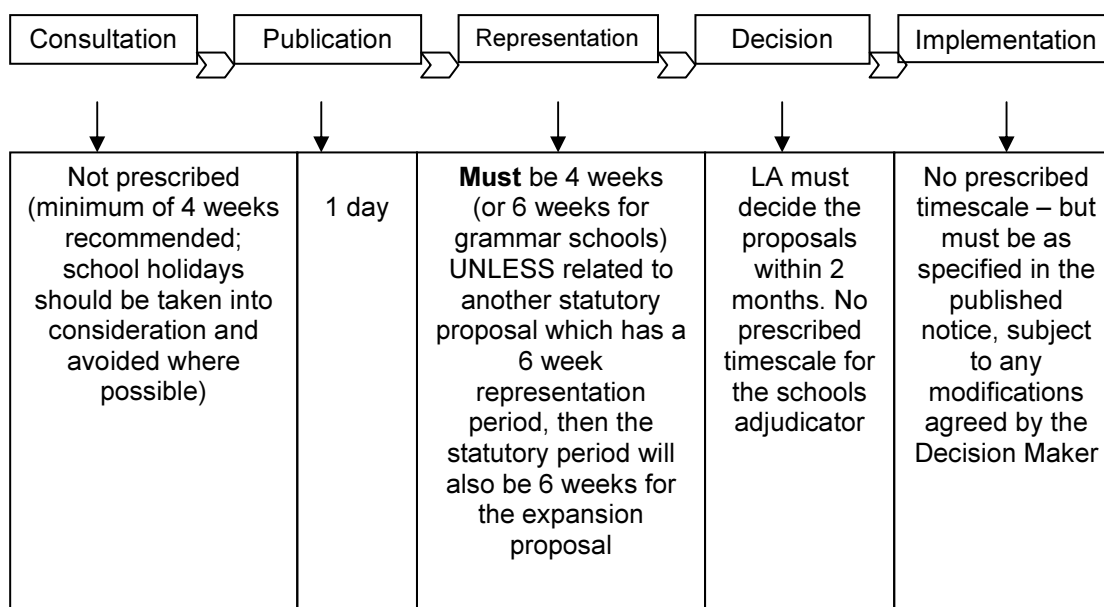 Consultation
Publication
Representation
Decision
Implementation
Not prescribed
(minimum of 4 weeks
recommended;
school holidays
should be taken into
consideration and
avoided where
possible)
1 day
Must be 4 weeks
(or 6 weeks for
grammar schools)
UNLESS related to
another statutory
proposal which has a
6 week
representation
period, then the
statutory period will
also be 6 weeks for
the expansion
proposal
LA must
decide the
proposals
within 2
months. No
prescribed
timescale for
the schools
adjudicator
No prescribed
timescale – but
must be as
specified in the
published
notice, subject
to any
modifications
agreed by the
Decision Maker